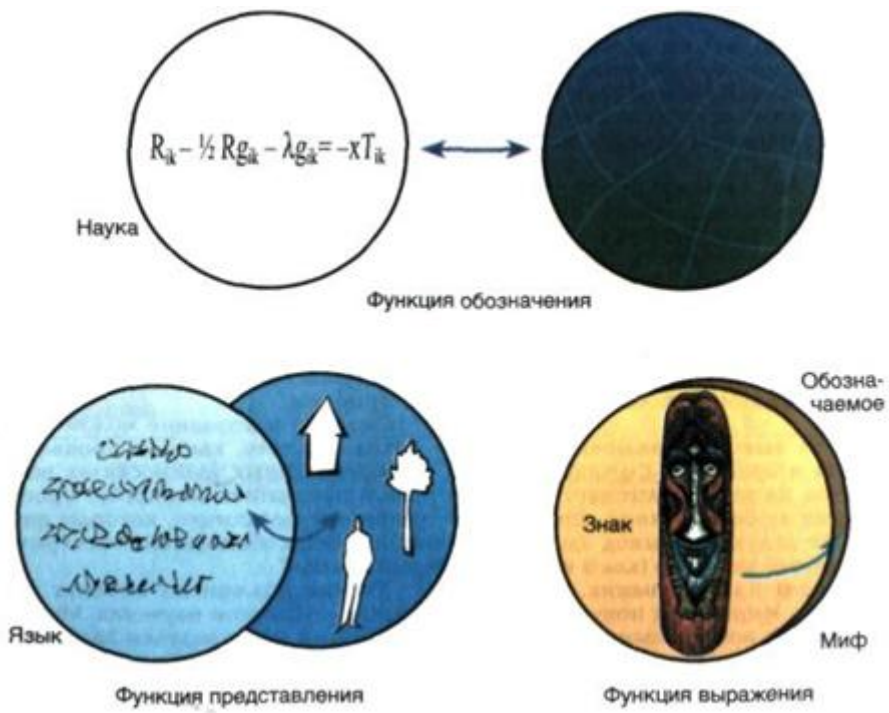 Rik – ½ Rgik – λgik = –xTik
Наука
Функция обозначения
Обозна-
чаемое
Знак
Язык
Миф
Функция представления
Функция выражения